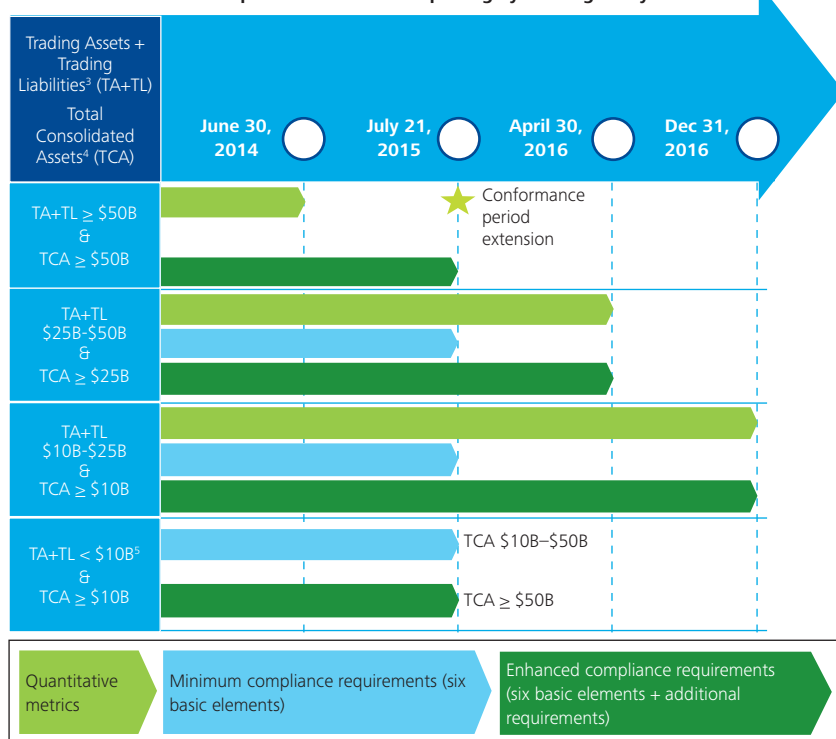 Trading Assets +
Trading
Liabilities³ (TA+TL)
Total
Consolidated
Assets⁴ (TCA)
June 30,
2014
July 21,
2015
April 30,
2016
Dec 31,
2016
TA+TL ≥ $50B
&
TCA ≥ $50B
Conformance
period
extension
TA+TL
$25B-$50B
&
TCA ≥ $25B
TA+TL
$10B-$25B
&
TCA ≥ $10B
TA+TL < $10B⁵
&
TCA ≥ $10B
TCA $10B–$50B
TCA ≥ $50B
Quantitative
metrics
Minimum compliance requirements (six
basic elements)
Enhanced compliance requirements
(six basic elements + additional
requirements)